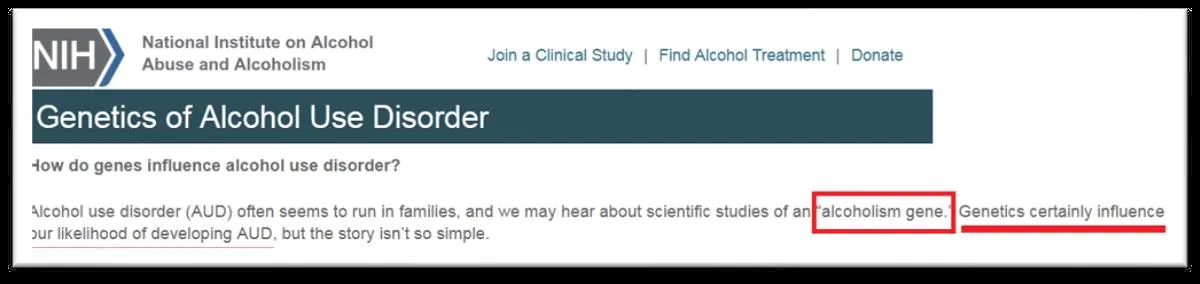 NIH National Institute on Alcohol
Abuse and Alcoholism
Join a Clinical Study | Find Alcohol Treatment | Donate
Genetics of Alcohol Use Disorder
How do genes influence alcohol use disorder?
Alcohol use disorder (AUD) often seems to run in families, and we may hear about scientific studies of an “alcoholism gene.” Genetics certainly influence
our likelihood of developing AUD, but the story isn’t so simple.